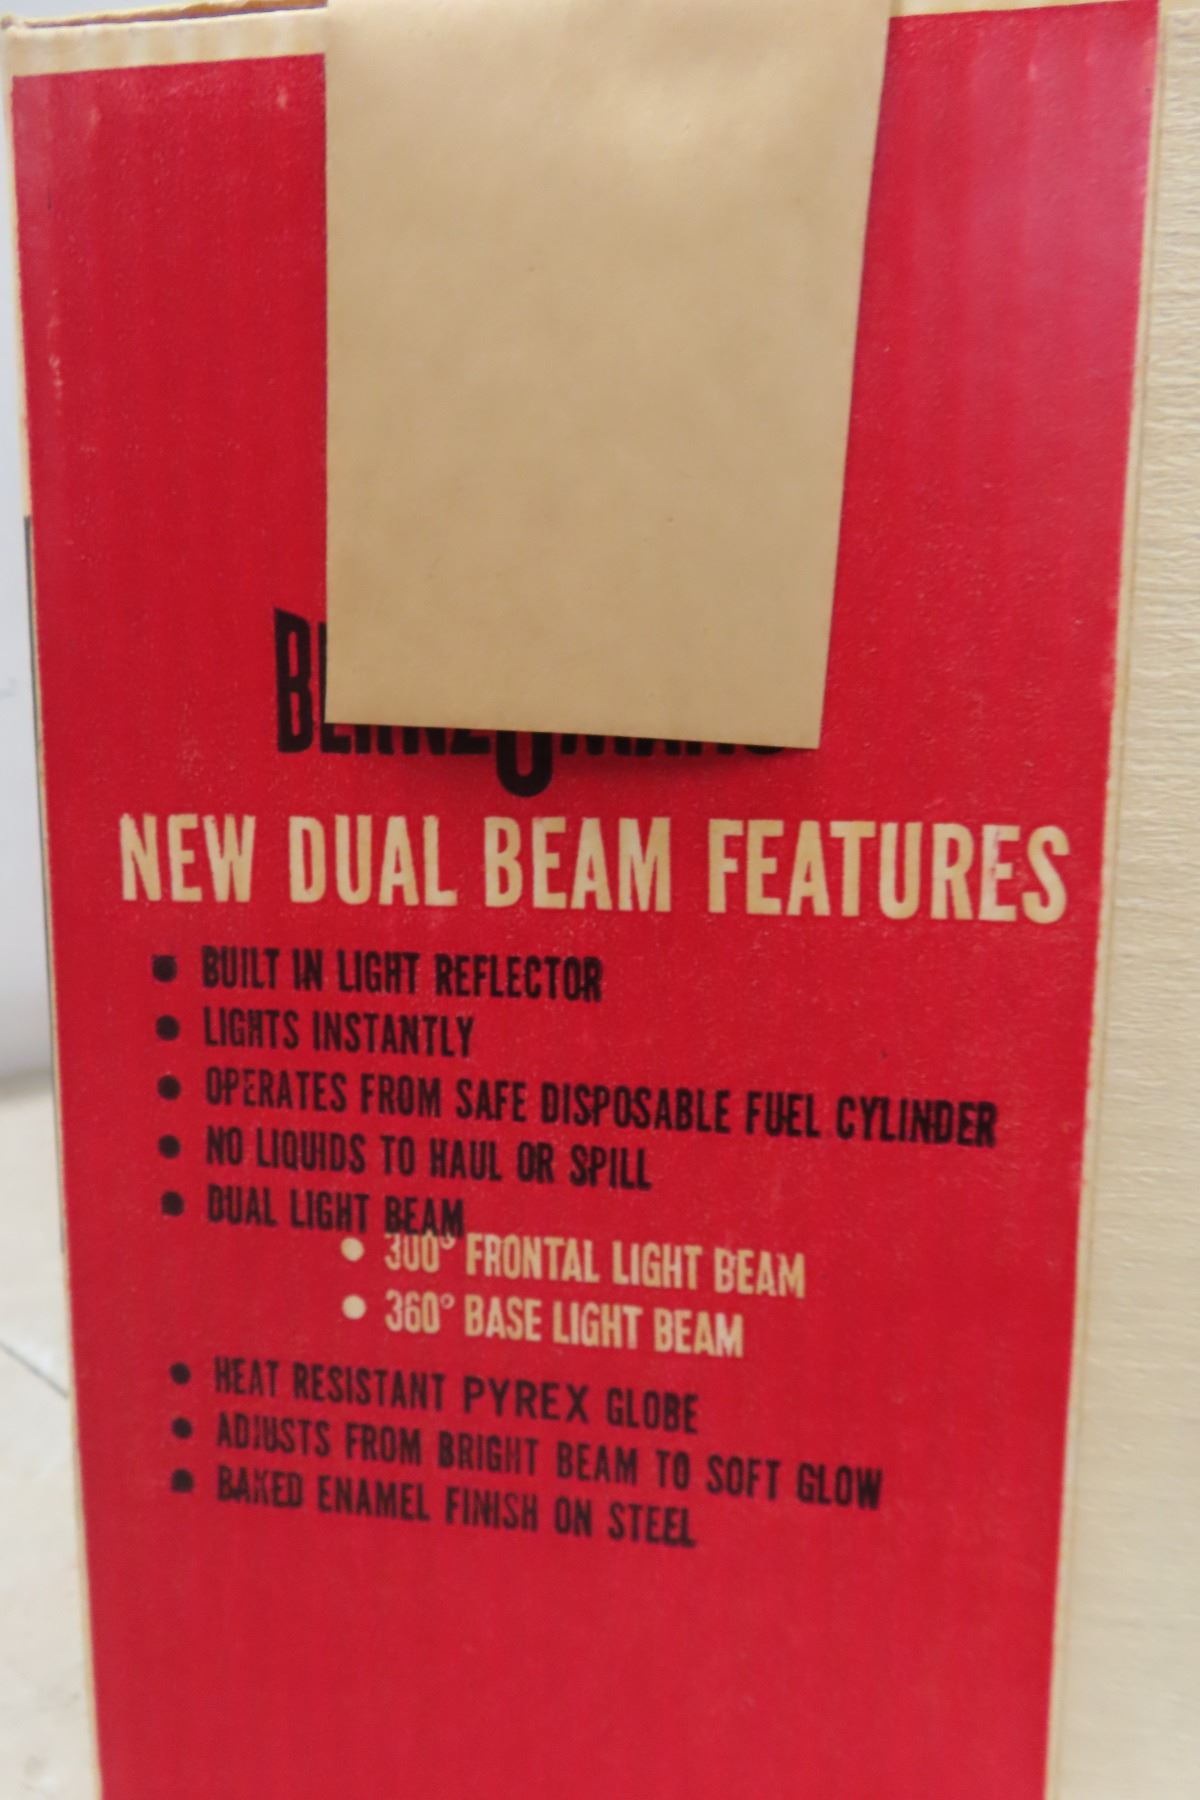 NEW DUAL BEAM FEATURES
• BUILT IN LIGHT REFLECTOR
• LIGHTS INSTANTLY
• OPERATES FROM SAFE DISPOSABLE FUEL CYLINDER
• NO LIQUIDS TO HAUL OR SPILL
• DUAL LIGHT BEAM
• 300° FRONTAL LIGHT BEAM
• 360° BASE LIGHT BEAM
• HEAT RESISTANT PYREX GLOBE
• ADJUSTS FROM BRIGHT BEAM TO SOFT GLOW
• BAKED ENAMEL FINISH ON STEEL